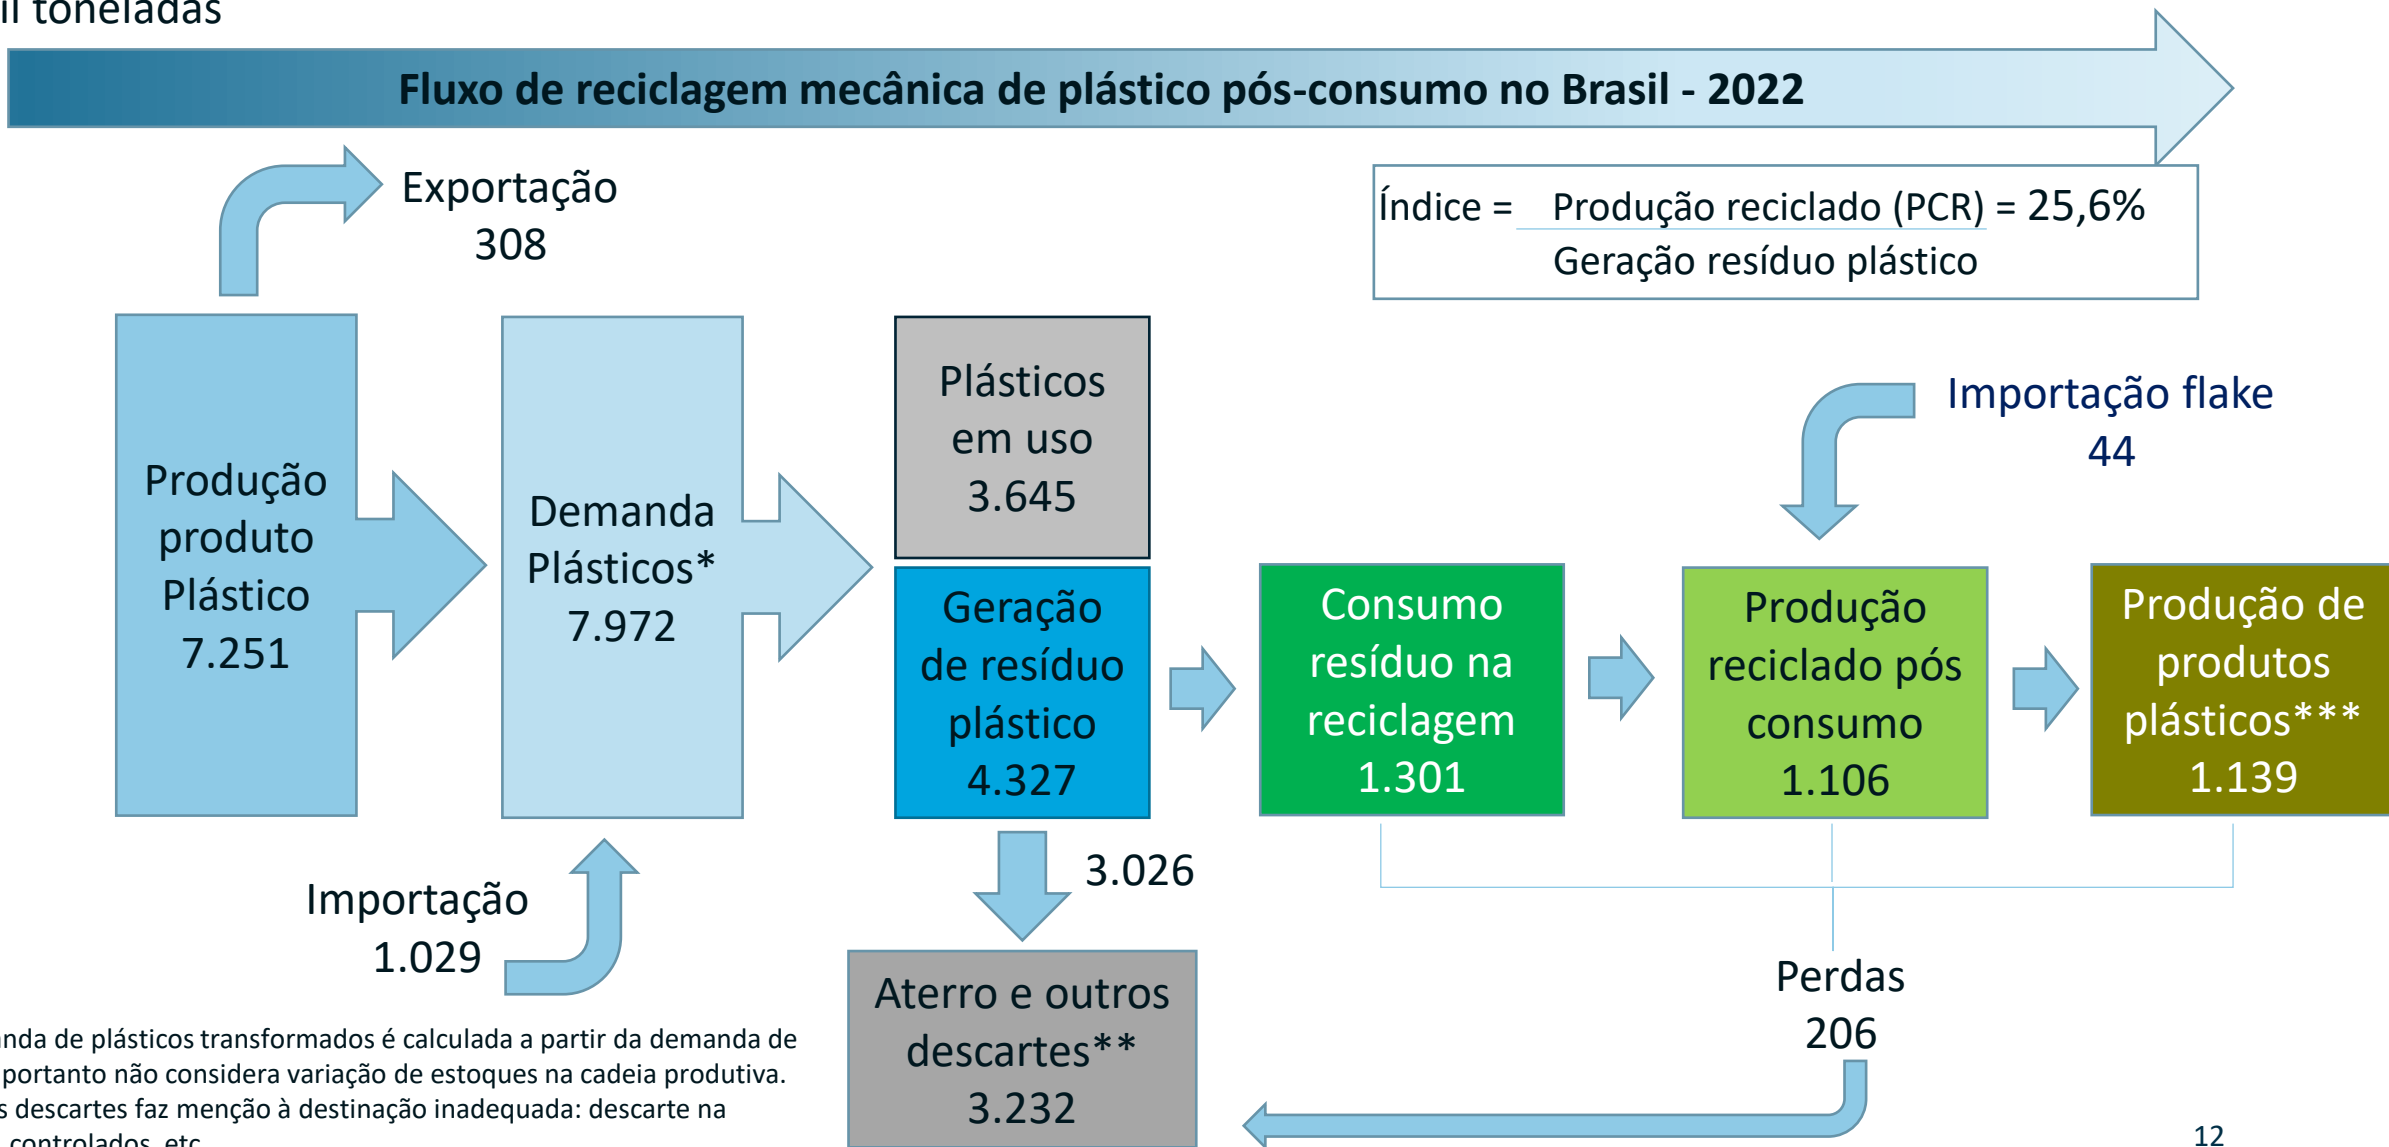 toneladas
Fluxo de reciclagem mecânica de plástico pós-consumo no Brasil - 2022
Exportação
308
Índice = Produção reciclado (PCR) = 25,6%
Geração resíduo plástico
Produção
produto
Plástico
7.251
Demanda
Plásticos*
7.972
Plásticos
em uso
3.645
Importação flake
44
Geração
de resíduo
plástico
4.327
Consumo
resíduo na
reciclagem
1.301
Produção
reciclado pós
consumo
1.106
Produção de
produtos
plásticos***
1.139
Importação
1.029
3.026
Aterro e outros
descartes**
3.232
Perdas
206
de plásticos transformados é calculada a partir da demanda de
portanto não considera variação de estoques na cadeia produtiva.
descartes faz menção à destinação inadequada: descarte na
controlados, etc
12